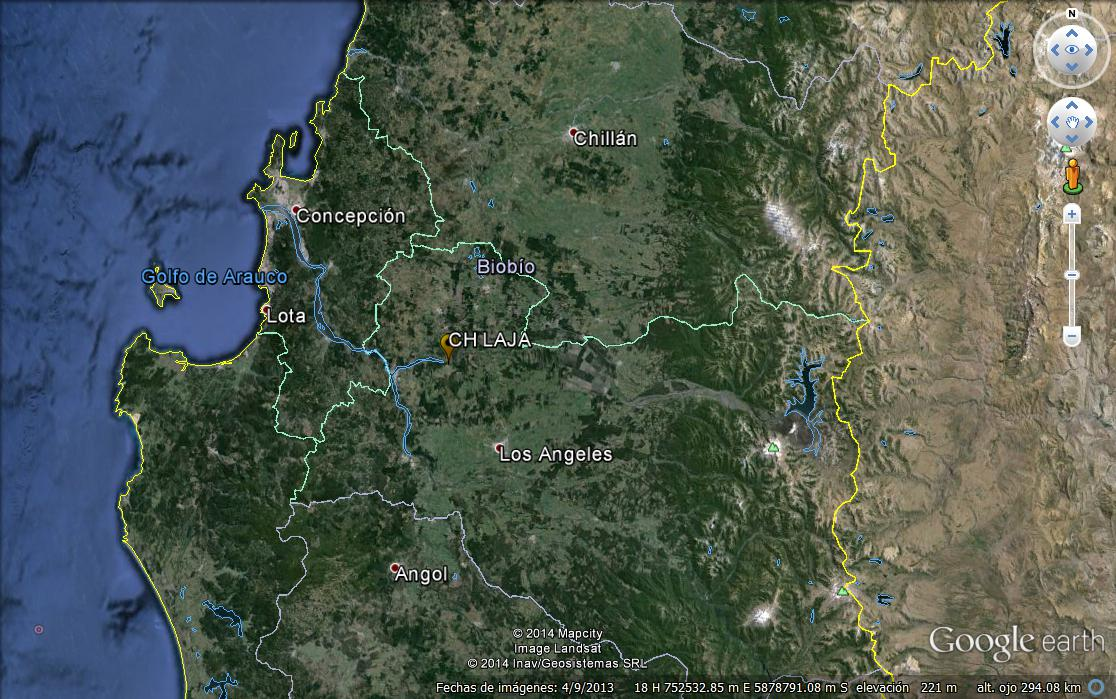 N
Chillán
Concepción
Biobío
Golfo de Arauco
Lota
CH LAJA
Los Angeles
Angol
© 2014 Mapcity
Image Landsat
© 2014 Inav/Geosistemas SRL
Google earth
Fechas de imágenes: 4/9/2013 18 H 752532.85 m E 5878791.08 m S elevación 221 m alt. ojo 294.08 km